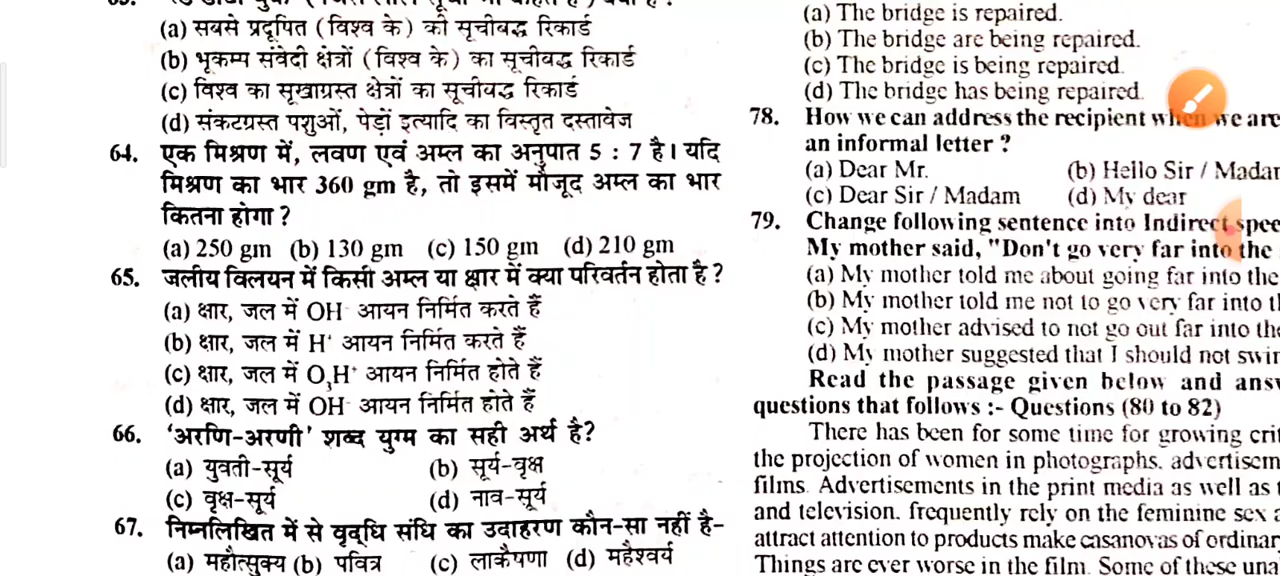 (a) सबसे प्रदूपित (विश्व के) की सूचीबद्ध रिकार्ड
(b) भूकम्प संवेदी क्षेत्रों (विश्व के) का सूचीबद्ध रिकार्ड
(c) विश्व का सूखाग्रस्त क्षेत्रों का सूचीबद्ध रिकार्ड
(d) संकटग्रस्त पशुओं, पेड़ों इत्यादि का विस्तृत दस्तावेज
64. एक मिश्रण में, लवण एवं अम्ल का अनुपात 5 : 7 है। यदि
मिश्रण का भार 360 gm है, तो इसमें मौजूद अम्ल का भार
कितना होगा ?
(a) 250 gm (b) 130 gm (c) 150 gm (d) 210 gm
65. जलीय विलयन में किसी अम्ल या क्षार में क्या परिवर्तन होता है ?
(a) क्षार, जल में OH⁻ आयन निर्मित करते हैं
(b) क्षार, जल में H⁺ आयन निर्मित करते हैं
(c) क्षार, जल में O₃H⁺ आयन निर्मित होते हैं
(d) क्षार, जल में OH⁻ आयन निर्मित होते हैं
66. ‘अरणि-अरणी’ शब्द युग्म का सही अर्थ है?
(a) युवती-सूर्य (b) सूर्य-वृक्ष
(c) वृक्ष-सूर्य (d) नाव-सूर्य
67. निम्नलिखित में से वृद्धि संधि का उदाहरण कौन-सा नहीं है-
(a) महौत्सुक्य (b) पवित्र (c) लाकैषणा (d) महैश्वर्य
(a) The bridge is repaired.
(b) The bridge are being repaired.
(c) The bridge is being repaired.
(d) The bridge has being repaired.
78. How we can address the recipient when we are
an informal letter ?
(a) Dear Mr. (b) Hello Sir /
(c) Dear Sir / Madam (d) My dear
79. Change following sentence into Indirect
My mother said, "Don't go very far into the
(a) My mother told me about going far into the
(b) My mother told me not to go very far into
(c) My mother advised to not go out far into
(d) My mother suggested that I should not
Read the passage given below and
questions that follows :- Questions (80 to 82)
There has been for some time for growing
the projection of women in photographs.
films. Advertisements in the print media as well as
and television. frequently rely on the feminine sex
attract attention to products make casanovas of
Things are ever worse in the film. Some of these